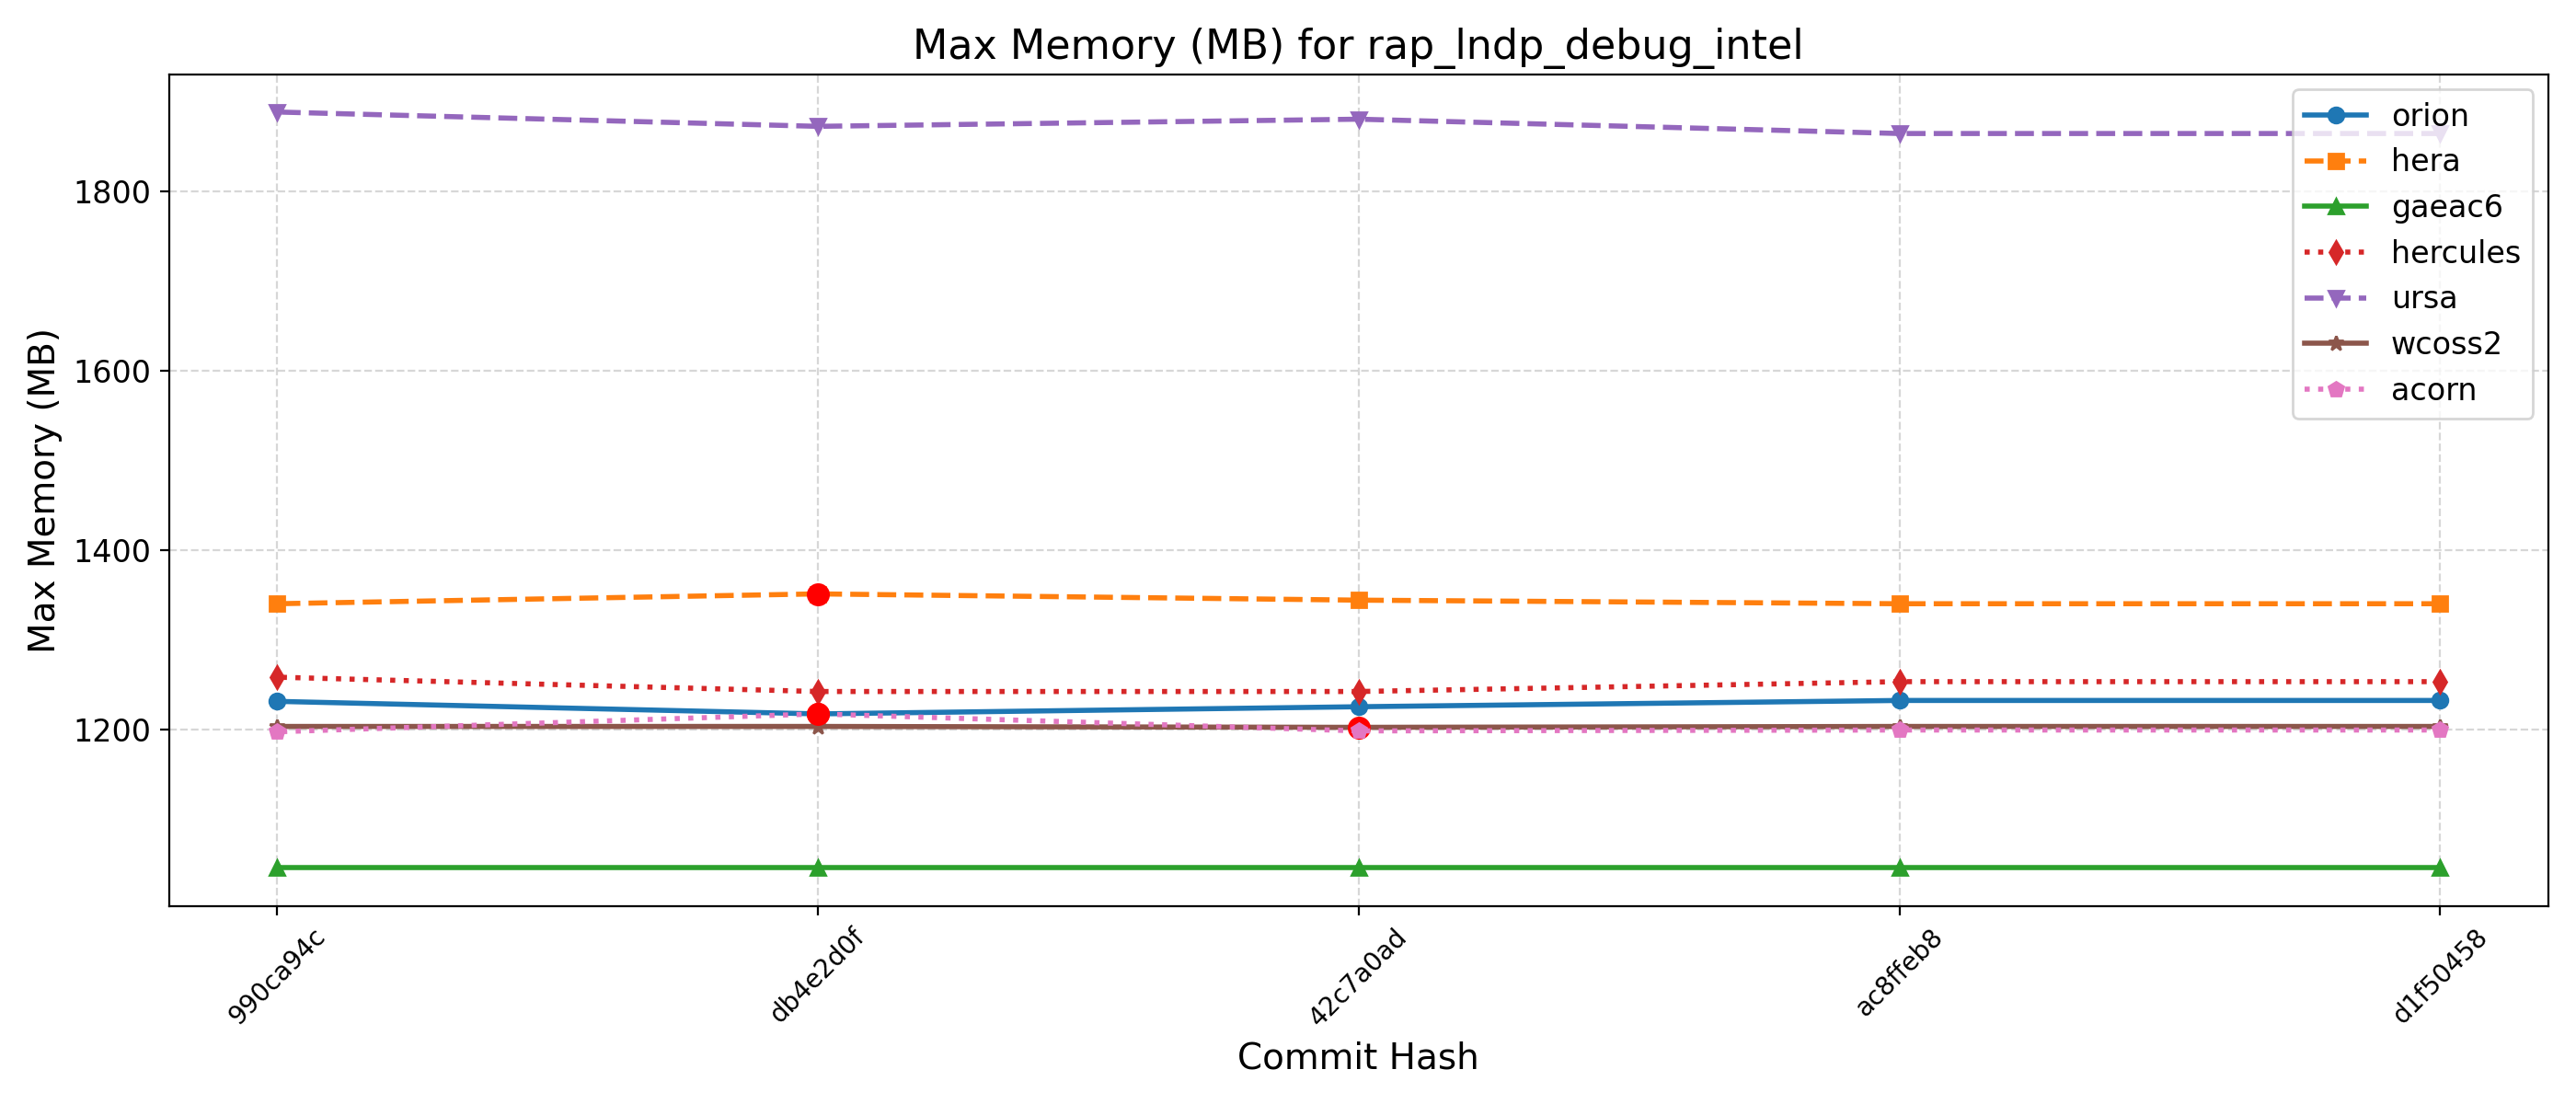 Max Memory (MB) for rap_lndp_debug_intel
Max Memory (MB)
1800
1600
1400
1200
orion
hera
gaeac6
hercules
ursa
wcoss2
acorn
990ca94c
db4e2d0f
42c7a0ad
ac8ffeb8
d1f50458
Commit Hash